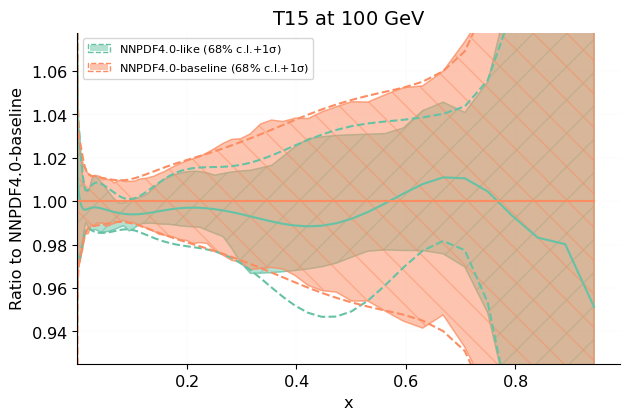 T15 at 100 GeV
NNPDF4.0-like (68% c.l.+1σ)
NNPDF4.0-baseline (68% c.l.+1σ)
Ratio to NNPDF4.0-baseline
1.06
1.04
1.02
1.00
0.98
0.96
0.94
0.2 0.4 0.6 0.8
x